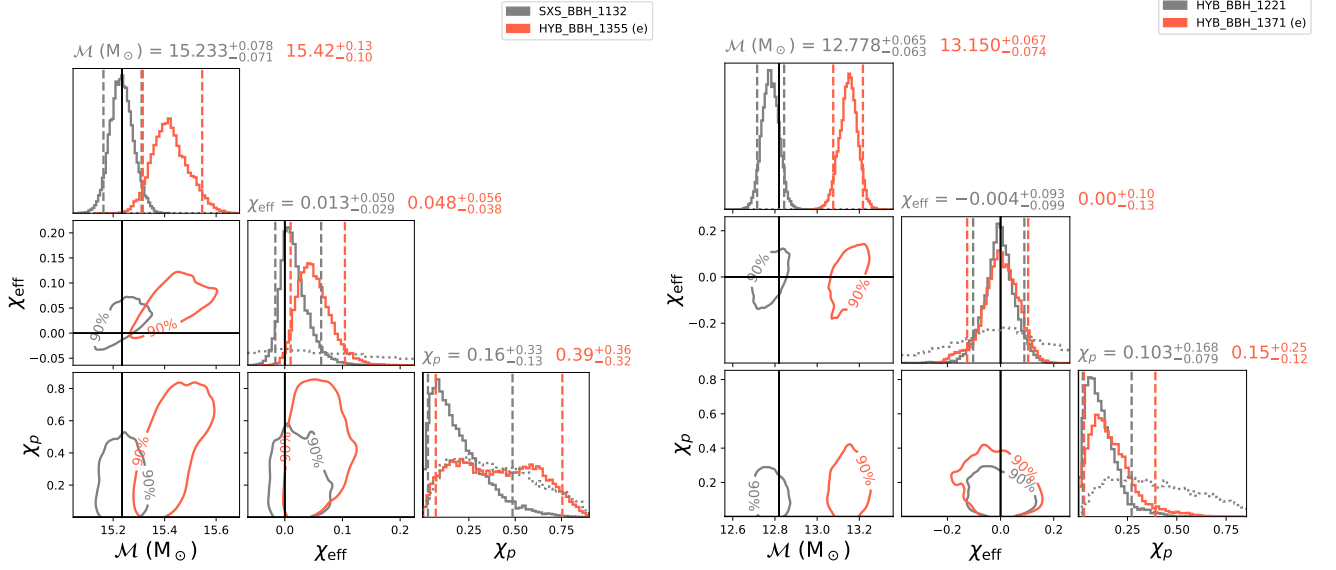 SXS_BBH_1132
HYB_BBH_1355 (e)
ℳ (M⊙) = 15.233 +0.078 −0.071 15.42 +0.13 −0.10
χeff = 0.013 +0.050 −0.029 0.048 +0.056 −0.038
0.20
0.15
0.10
0.05
0.00
−0.05
χeff
90%
90%
χp = 0.16 +0.33 −0.13 0.39 +0.36 −0.32
0.8
0.6
0.4
0.2
χp
90%
90%
90%
90%
15.2 15.4 15.6
0.0 0.1 0.2
0.25 0.50 0.75
ℳ (M⊙)
χeff
χp
HYB_BBH_1221
HYB_BBH_1371 (e)
ℳ (M⊙) = 12.778 +0.065 −0.063 13.150 +0.067 −0.074
χeff = −0.004 +0.093 −0.099 0.00 +0.10 −0.13
0.2
0.0
−0.2
χeff
90%
90%
χp = 0.103 +0.168 −0.079 0.15 +0.25 −0.12
0.8
0.6
0.4
0.2
χp
90%
90%
90%
90%
12.6 12.8 13.0 13.2
−0.2 0.0 0.2
0.25 0.50 0.75
ℳ (M⊙)
χeff
χp